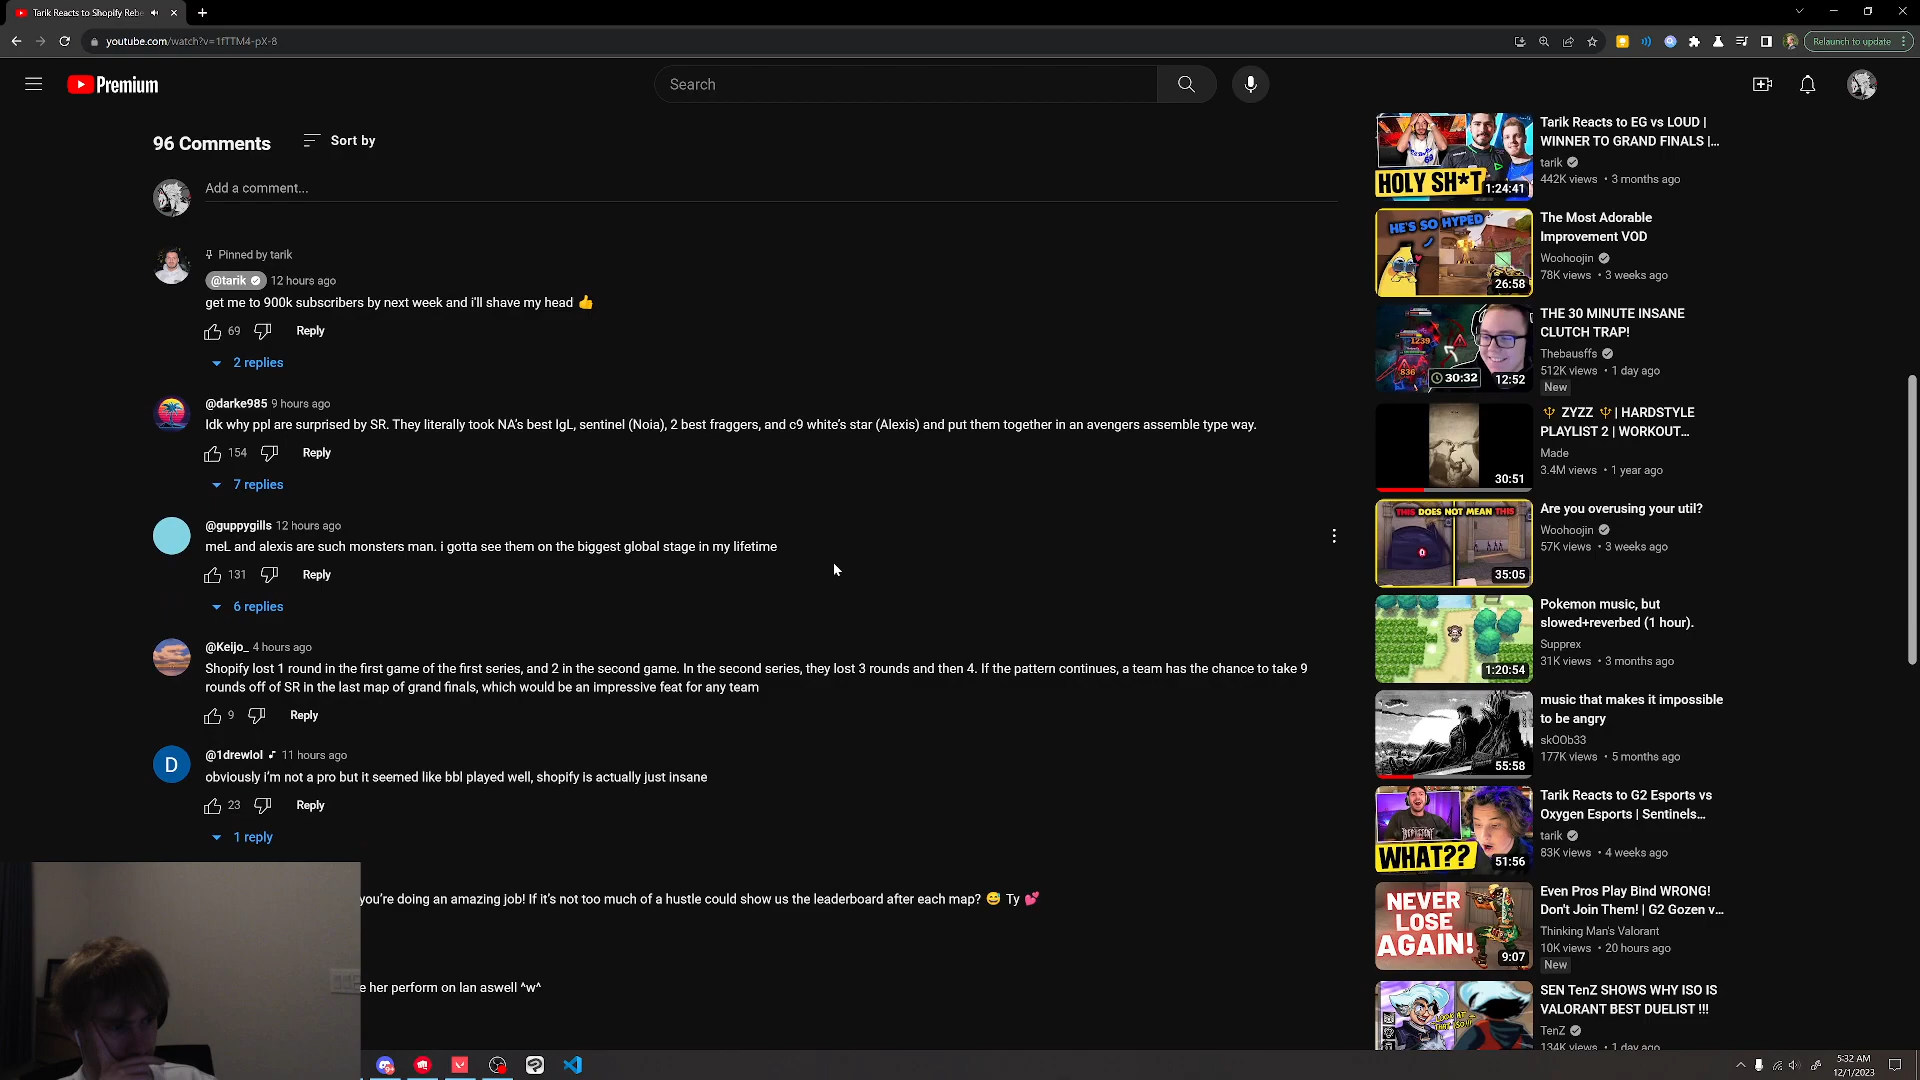 Tarik Reacts to Shopify Rebe
youtube.com/watch?v=1fTTM4-pX-8
Relaunch to update
Premium
Search
96 Comments
Sort by
Add a comment...
Pinned by tarik
@tarik 12 hours ago
get me to 900k subscribers by next week and i'll shave my head 👍
69 Reply
2 replies
@darke985 9 hours ago
Idk why ppl are surprised by SR. They literally took NA's best IgL, sentinel (Noia), 2 best fraggers, and c9 white's star (Alexis) and put them together in an avengers assemble type way.
154 Reply
7 replies
@guppygills 12 hours ago
meL and alexis are such monsters man. i gotta see them on the biggest global stage in my lifetime
131 Reply
6 replies
@Keijo_ 4 hours ago
Shopify lost 1 round in the first game of the first series, and 2 in the second game. In the second series, they lost 3 rounds and then 4. If the pattern continues, a team has the chance to take 9
rounds off of SR in the last map of grand finals, which would be an impressive feat for any team
9 Reply
D
@1drewlol 11 hours ago
obviously i'm not a pro but it seemed like bbl played well, shopify is actually just insane
23 Reply
1 reply
you're doing an amazing job! If it's not too much of a hustle could show us the leaderboard after each map? 😅 Ty 💕
e her perform on lan aswell ^w^
HOLY SH*T
1:24:41
Tarik Reacts to EG vs LOUD |
WINNER TO GRAND FINALS |...
tarik
442K views • 3 months ago
HE'S SO HYPED
26:58
The Most Adorable
Improvement VOD
Woohoojin
78K views • 3 weeks ago
1239
836
30:32
12:52
THE 30 MINUTE INSANE
CLUTCH TRAP!
Thebausffs
512K views • 1 day ago
New
30:51
🔱 ZYZZ 🔱 | HARDSTYLE
PLAYLIST 2 | WORKOUT...
Made
3.4M views • 1 year ago
THIS DOES NOT MEAN THIS
35:05
Are you overusing your util?
Woohoojin
57K views • 3 weeks ago
1:20:54
Pokemon music, but
slowed+reverbed (1 hour).
Supprex
31K views • 3 months ago
55:58
music that makes it impossible
to be angry
skO0b33
177K views • 5 months ago
WHAT??
51:56
Tarik Reacts to G2 Esports vs
Oxygen Esports | Sentinels...
tarik
83K views • 4 weeks ago
NEVER
LOSE
AGAIN!
9:07
Even Pros Play Bind WRONG!
Don't Join Them! | G2 Gozen v...
Thinking Man's Valorant
10K views • 20 hours ago
New
LOOK AT
THAT ISO!!!
SEN TenZ SHOWS WHY ISO IS
VALORANT BEST DUELIST !!!
TenZ
134K views • 1 day ago
5:32 AM
12/1/2023